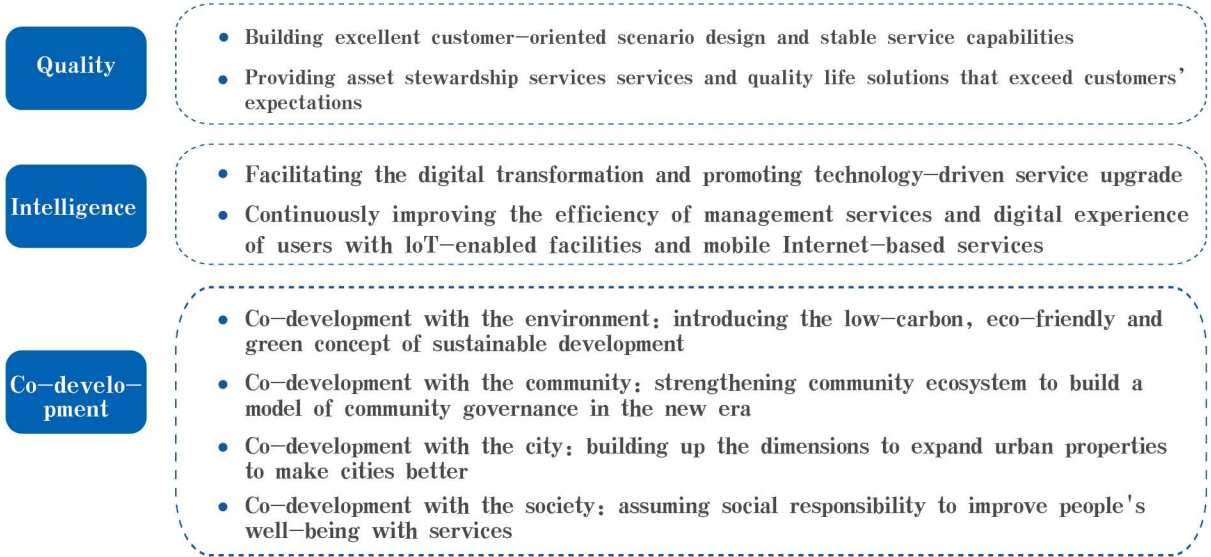 Quality
• Building excellent customer-oriented scenario design and stable service capabilities
• Providing asset stewardship services services and quality life solutions that exceed customers'
expectations
Intelligence
• Facilitating the digital transformation and promoting technology-driven service upgrade
• Continuously improving the efficiency of management services and digital experience
of users with IoT-enabled facilities and mobile Internet-based services
Co-develo-
pment
• Co-development with the environment: introducing the low-carbon, eco-friendly and
green concept of sustainable development
• Co-development with the community: strengthening community ecosystem to build a
model of community governance in the new era
• Co-development with the city: building up the dimensions to expand urban properties
to make cities better
• Co-development with the society: assuming social responsibility to improve people's
well-being with services